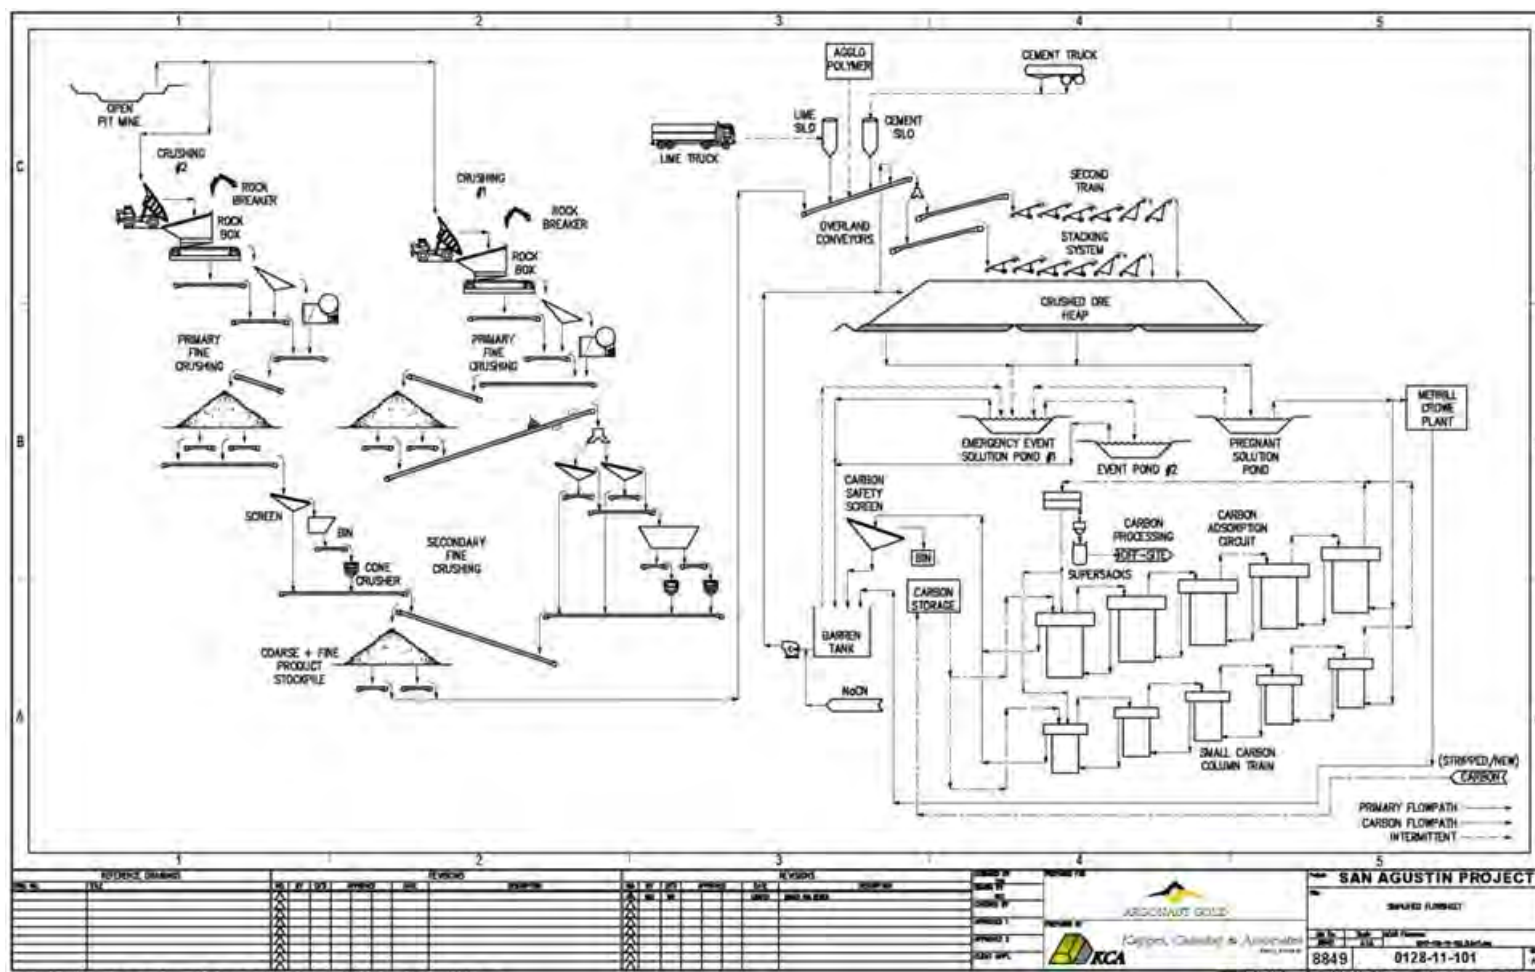 1 2 3 4 5
AGGLO
POLYMER
CEMENT TRUCK
OPEN
PIT MINE
LIME
SILO
CEMENT
SILO
LIME TRUCK
C
CRUSHING
#2
ROCK
BREAKER
ROCK
BOX
CRUSHING
#1
ROCK
BREAKER
ROCK
BOX
SECOND
TRAIN
OVERLAND
CONVEYORS
STACKING
SYSTEM
CRUSHED ORE
HEAP
PRIMARY
FINE
CRUSHING
PRIMARY
FINE
CRUSHING
MERRILL
CROWE
PLANT
B
EMERGENCY EVENT
SOLUTION POND #1
EVENT POND #2
PREGNANT
SOLUTION
POND
CARBON
SAFETY
SCREEN
SCREEN
BIN
CONE
CRUSHER
SECONDARY
FINE
CRUSHING
CARBON
PROCESSING
OFF-SITE
SUPERSACKS
CARBON
ADSORPTION
CIRCUIT
BIN
CARBON
STORAGE
BARREN
TANK
COARSE + FINE
PRODUCT
STOCKPILE
NaCN
A
SMALL CARBON
COLUMN TRAIN
(STRIPPED/NEW)
CARBON
PRIMARY FLOWPATH
CARBON FLOWPATH
INTERMITTENT
1 2 3 4 5
REFERENCE DRAWINGS
REVISIONS
REVISIONS
ARGONAUT GOLD
Kappes, Cassiday & Associates
KCA
SAN AGUSTIN PROJECT
SIMPLIFIED FLOWSHEET
8849
0128-11-101